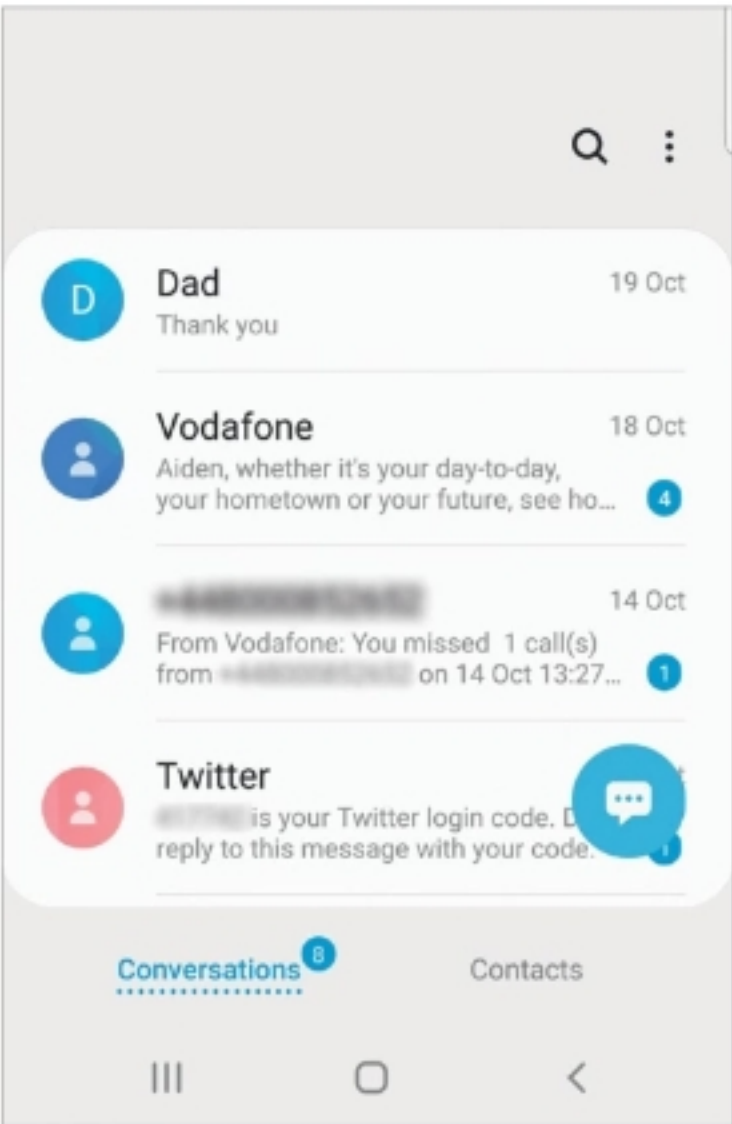 D
Dad
19 Oct
Thank you
Vodafone
18 Oct
Aiden, whether it's your day-to-day,
your hometown or your future, see ho...
4
14 Oct
From Vodafone: You missed 1 call(s)
from on 14 Oct 13:27...
1
Twitter
is your Twitter login code. D
reply to this message with your code.
1
Conversations
8
Contacts